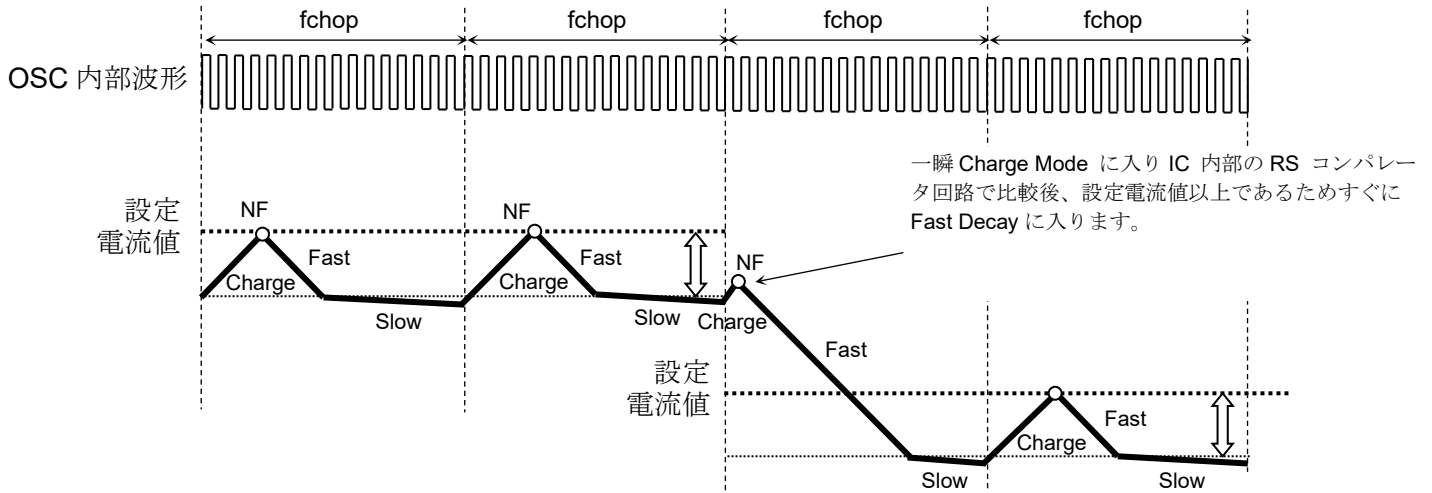 fchop fchop fchop fchop
OSC 内部波形
一瞬 Charge Mode に入り IC 内部の RS コンパレー
タ回路で比較後、設定電流値以上であるためすぐに
Fast Decay に入ります。
設定
電流値
NF
Charge
Fast
Slow
NF
Charge
Fast
Slow
Charge
NF
Fast
Slow
設定
電流値
Charge
Fast
Slow